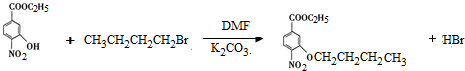 COOC2H5
OH
NO2
+
CH3CH2CH2CH2Br
DMF
K2CO3.
COOC2H5
OCH2CH2CH2CH3
NO2
+ HBr